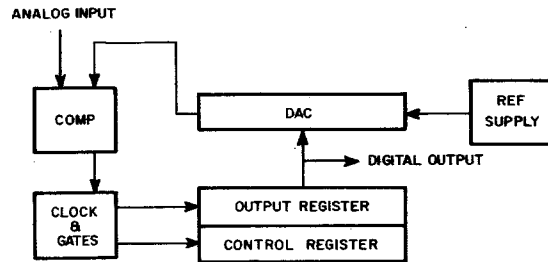 ANALOG INPUT
COMP
DAC
REF
SUPPLY
DIGITAL OUTPUT
CLOCK
&
GATES
OUTPUT REGISTER
CONTROL REGISTER